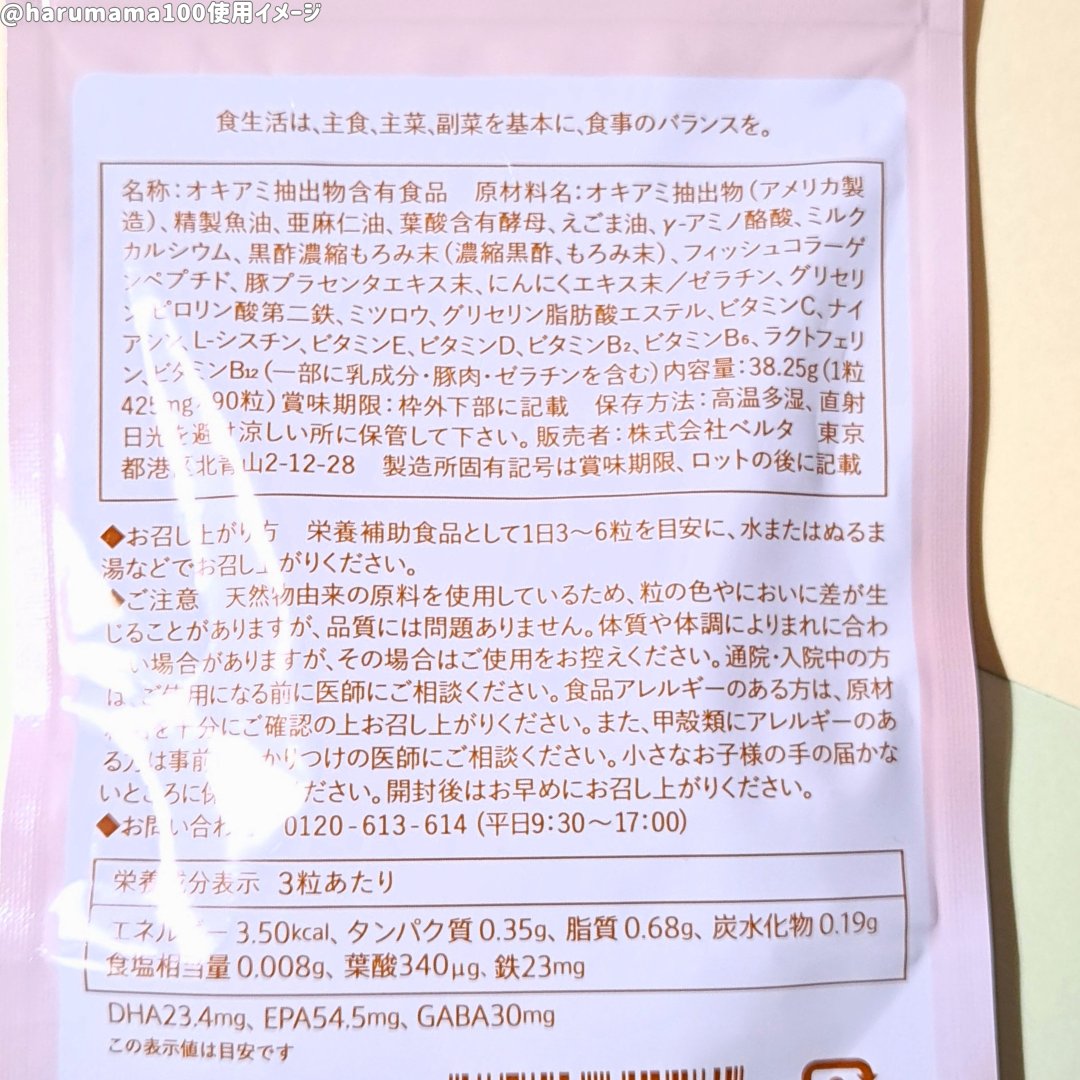 @harumama100使用イメージ
食生活は、主食、主菜、副菜を基本に、食事のバランスを。
名称：オキアミ抽出物含有食品　原材料名：オキアミ抽出物（アメリカ製
造）、精製魚油、亜麻仁油、葉酸含有酵母、えごま油、γ-アミノ酪酸、ミルク
カルシウム、黒酢濃縮もろみ末（濃縮黒酢、もろみ末）、フィッシュコラーゲ
ンペプチド、豚プラセンタエキス末、にんにくエキス末／ゼラチン、グリセリ
ン、ピロリン酸第二鉄、ミツロウ、グリセリン脂肪酸エステル、ビタミンC、ナイ
アシン、L-シスチン、ビタミンE、ビタミンD、ビタミンB₂、ビタミンB₆、ラクトフェリ
ン、ビタミンB₁₂（一部に乳成分・豚肉・ゼラチンを含む）内容量：38.25g（1粒
425mg 90粒）賞味期限：枠外下部に記載　保存方法：高温多湿、直射
日光を避け涼しい所に保管して下さい。販売者：株式会社ベルタ　東京
都港区北青山2-12-28　製造所固有記号は賞味期限、ロットの後に記載
◆お召し上がり方　栄養補助食品として1日3〜6粒を目安に、水またはぬるま
湯などでお召し上がりください。
◆ご注意　天然物由来の原料を使用しているため、粒の色やにおいに差が生
じることがありますが、品質には問題ありません。体質や体調によりまれに合わ
い場合がありますが、その場合はご使用をお控えください。通院・入院中の方
は、ご使用になる前に医師にご相談ください。食品アレルギーのある方は、原材
を十分にご確認の上お召し上がりください。また、甲殻類にアレルギーのあ
る方は事前 かかりつけの医師にご相談ください。小さなお子様の手の届かな
いところに保 ください。開封後はお早めにお召し上がりください。
◆お問い合わ 0120-613-614 (平日9:30〜17:00)
栄養成分表示 3粒あたり
エネルギー 3.50kcal、タンパク質 0.35g、脂質 0.68g、炭水化物 0.19g
食塩相当量 0.008g、葉酸340μg、鉄23mg
DHA23.4mg、EPA54.5mg、GABA30mg
この表示値は目安です